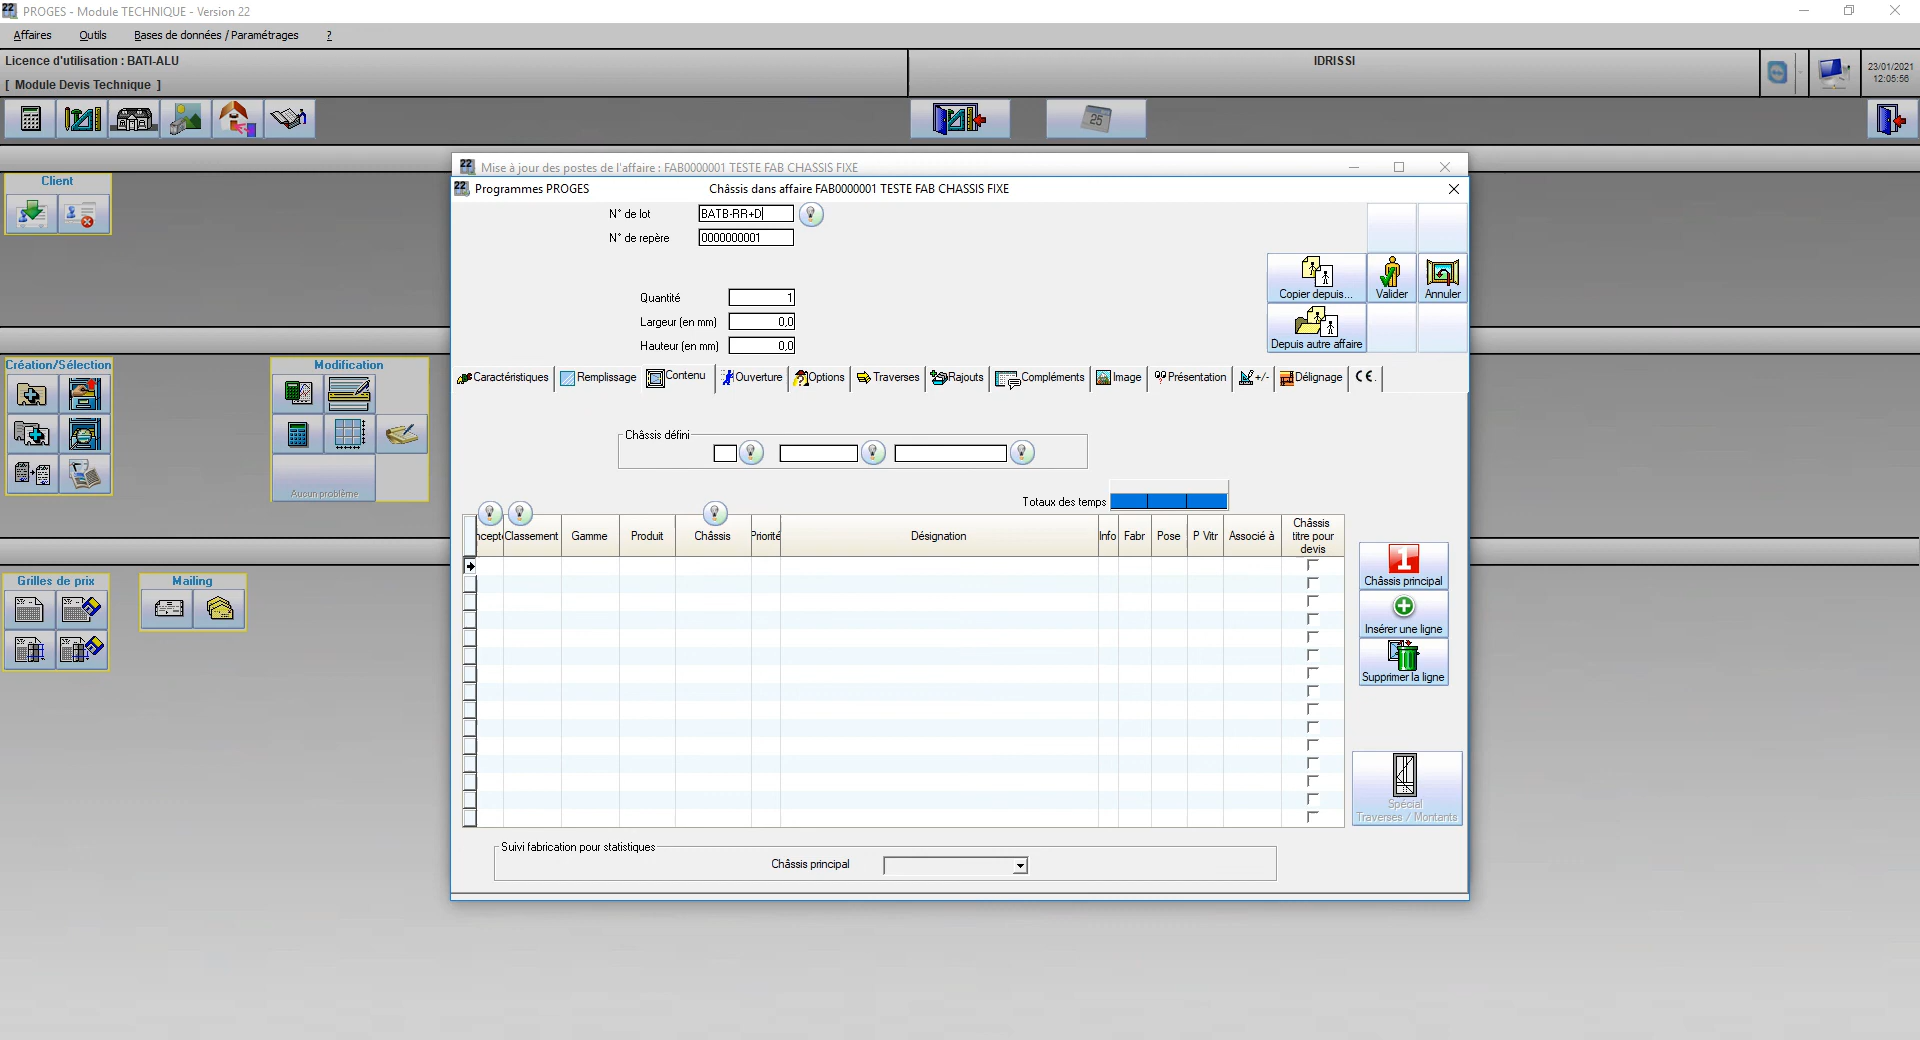 PROGES - Module TECHNIQUE - Version 22
Affaires Outils Bases de données / Paramétrages ?
Licence d'utilisation : BATI-ALU
IDRISSI
[ Module Devis Technique ]
23/01/2021
12:05:56
25
Client
Création/Sélection
Modification
Aucun problème
Grilles de prix
Mailing
22 Mise à jour des postes de l'affaire : FAB0000001 TESTE FAB CHASSIS FIXE
22 Programmes PROGES Châssis dans affaire FAB0000001 TESTE FAB CHASSIS FIXE
N° de lot BATB-RR+D
N° de repère 0000000001
Quantité 1
Largeur (en mm) 0,0
Hauteur (en mm) 0,0
Copier depuis... Valider Annuler
Depuis autre affaire
Caractéristiques Remplissage Contenu Ouverture Options Traverses Rajouts Compléments Image Présentation +/- Délignage CE
Châssis défini
Totaux des temps
ncept Classement Gamme Produit Châssis Priorité Désignation Info Fabr Pose P Vitr Associé à Châssis titre pour devis
1
Châssis principal
Insérer une ligne
Supprimer la ligne
Spécial
Traverses / Montants
Suivi fabrication pour statistiques
Châssis principal